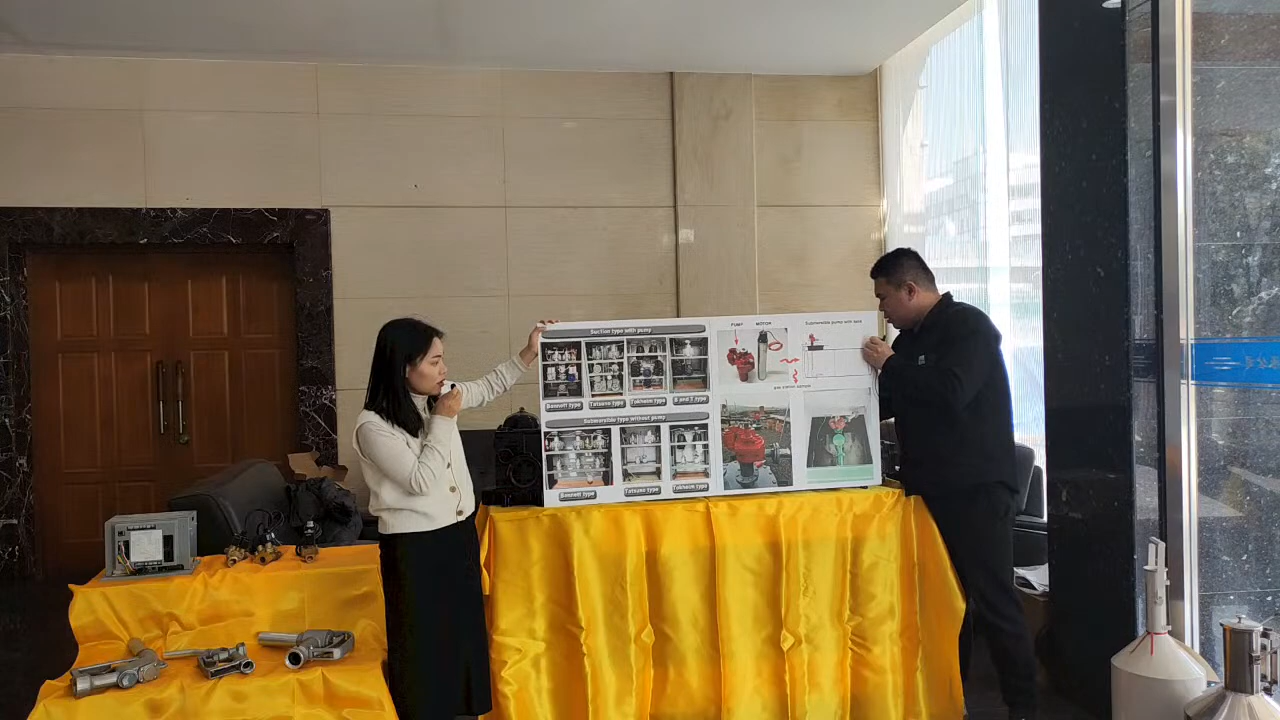 Suction type with pump
Bennett type
Tatsuno type
Tokheim type
B and T type
Submersible type without pump
Bennett type
Tatsuno type
Tokheim type
PUMP
MOTOR
Submersible pump with tank